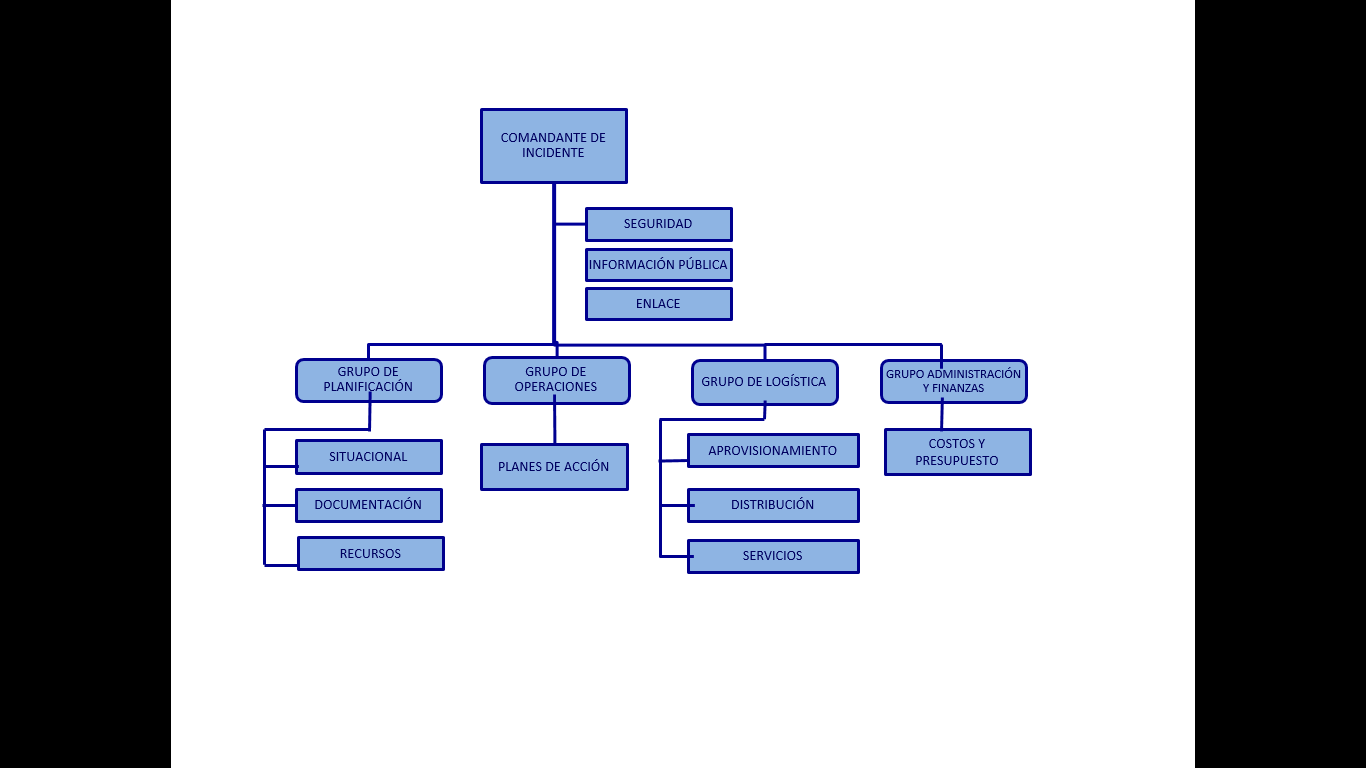 COMANDANTE DE
INCIDENTE
SEGURIDAD
INFORMACIÓN PÚBLICA
ENLACE
GRUPO DE
PLANIFICACIÓN
GRUPO DE
OPERACIONES
GRUPO DE LOGÍSTICA
GRUPO ADMINISTRACIÓN
Y FINANZAS
SITUACIONAL
DOCUMENTACIÓN
RECURSOS
PLANES DE ACCIÓN
APROVISIONAMIENTO
DISTRIBUCIÓN
SERVICIOS
COSTOS Y
PRESUPUESTO